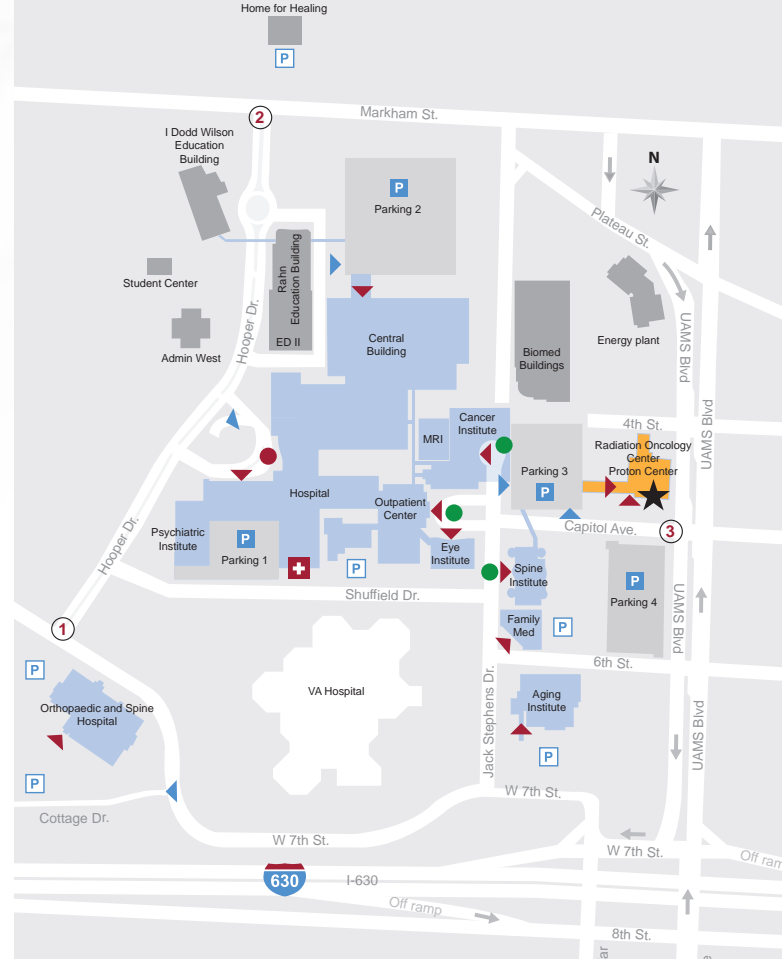 Home for Healing
P
Markham St.
2
I Dodd Wilson
Education
Building
N
P
Parking 2
Plateau St.
Rahn
Education Building
Student Center
Hooper Dr.
ED II
Admin West
Central
Building
Biomed
Buildings
Energy plant
UAMS Blvd
UAMS Blvd
4th St.
Cancer
Institute
MRI
Radiation Oncology
Center
Proton Center
Parking 3
P
Hospital
Outpatient
Center
Capitol Ave.
3
Psychiatric
Institute
P
Parking 1
Hooper Dr.
P
Eye
Institute
Spine
Institute
P
Parking 4
Shuffield Dr.
UAMS Blvd
Family
Med
P
1
6th St.
P
VA Hospital
Jack Stephens Dr.
Aging
Institute
Orthopaedic and Spine
Hospital
UAMS Blvd
P
P
W 7th St.
Cottage Dr.
W 7th St.
W 7th St.
Off ram
630
I-630
Off ramp
8th St.
ar
e